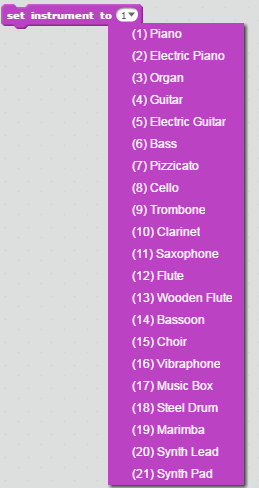 set instrument to 1
(1) Piano
(2) Electric Piano
(3) Organ
(4) Guitar
(5) Electric Guitar
(6) Bass
(7) Pizzicato
(8) Cello
(9) Trombone
(10) Clarinet
(11) Saxophone
(12) Flute
(13) Wooden Flute
(14) Bassoon
(15) Choir
(16) Vibraphone
(17) Music Box
(18) Steel Drum
(19) Marimba
(20) Synth Lead
(21) Synth Pad